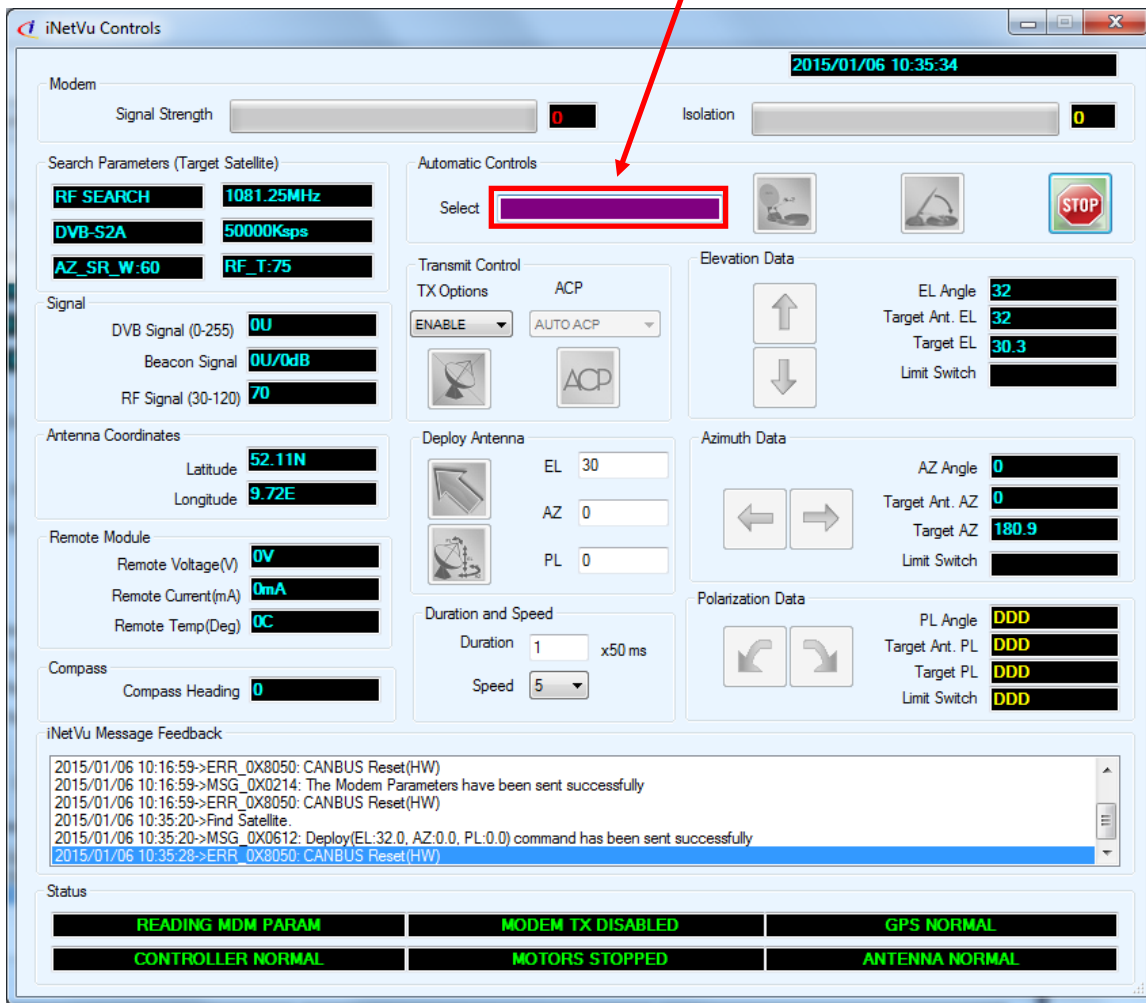 iNetVu Controls
2015/01/06 10:35:34
Modem
Signal Strength 0 Isolation 0
Search Parameters (Target Satellite)
RF SEARCH 1081.25MHz
DVB-S2A 50000Ksps
AZ_SR_W:60 RF_T:75
Automatic Controls
Select STOP
Signal
DVB Signal (0-255) 0U
Beacon Signal 0U/0dB
RF Signal (30-120) 70
Transmit Control
TX Options ACP
ENABLE AUTO ACP
ACP
Elevation Data
EL Angle 32
Target Ant. EL 32
Target EL 30.3
Limit Switch
Antenna Coordinates
Latitude 52.11N
Longitude 9.72E
Deploy Antenna
EL 30
AZ 0
PL 0
Azimuth Data
AZ Angle 0
Target Ant. AZ 0
Target AZ 180.9
Limit Switch
Remote Module
Remote Voltage(V) 0V
Remote Current(mA) 0mA
Remote Temp(Deg) 0C
Duration and Speed
Duration 1 x50 ms
Speed 5
Polarization Data
PL Angle DDD
Target Ant. PL DDD
Target PL DDD
Limit Switch DDD
Compass
Compass Heading 0
iNetVu Message Feedback
2015/01/06 10:16:59->ERR_0X8050: CANBUS Reset(HW)
2015/01/06 10:16:59->MSG_0X0214: The Modem Parameters have been sent successfully
2015/01/06 10:16:59->ERR_0X8050: CANBUS Reset(HW)
2015/01/06 10:35:20->Find Satellite.
2015/01/06 10:35:20->MSG_0X0612: Deploy(EL:32.0, AZ:0.0, PL:0.0) command has been sent successfully
2015/01/06 10:35:28->ERR_0X8050: CANBUS Reset(HW)
Status
READING MDM PARAM MODEM TX DISABLED GPS NORMAL
CONTROLLER NORMAL MOTORS STOPPED ANTENNA NORMAL